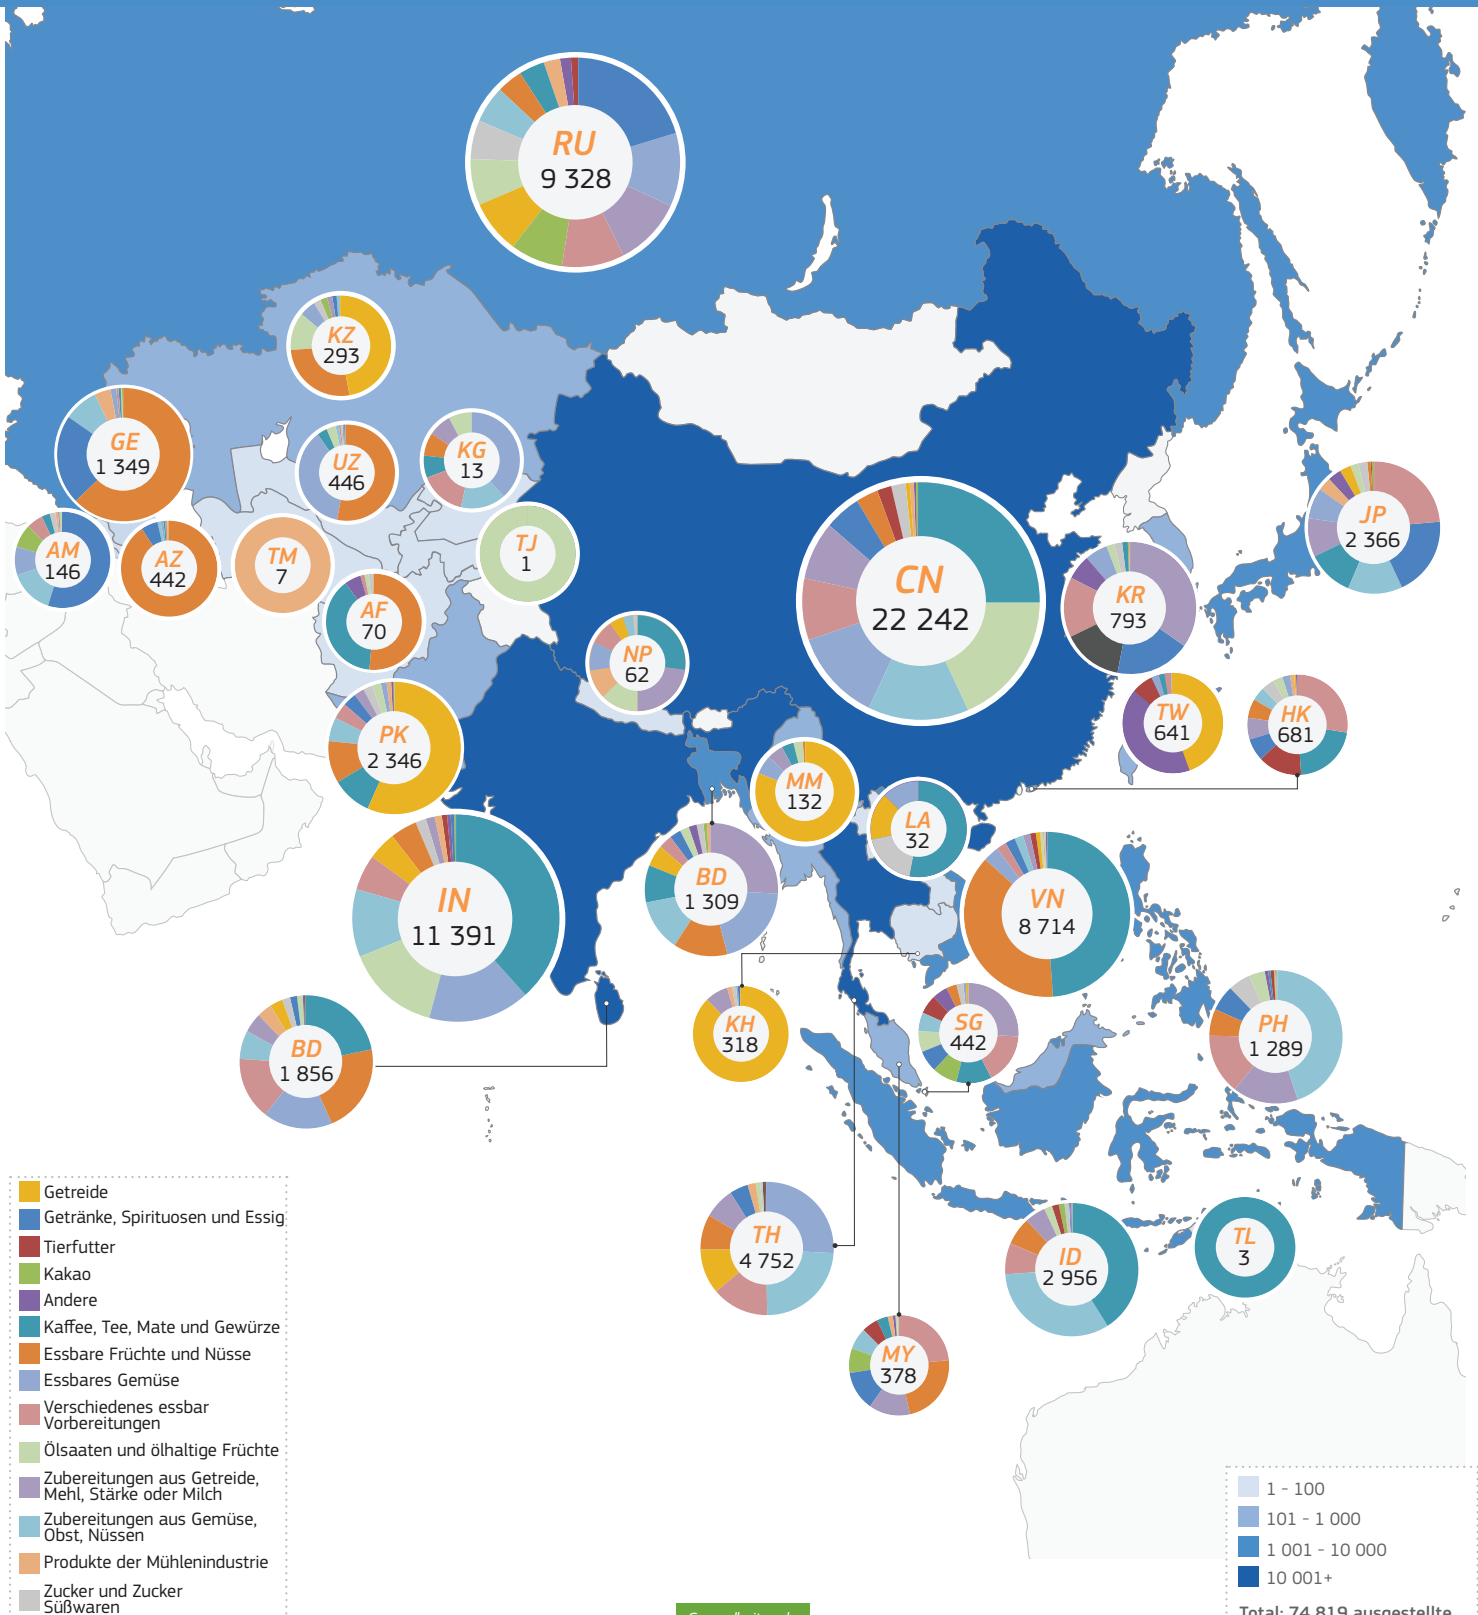 RU
9 328
KZ
293
GE
1 349
UZ
446
KG
13
JP
2 366
AM
146
AZ
442
TM
7
TJ
1
CN
22 242
AF
70
KR
793
NP
62
PK
2 346
TW
641
HK
681
MM
132
LA
32
BD
1 309
IN
11 391
VN
8 714
KH
318
SG
442
PH
1 289
BD
1 856
TH
4 752
ID
2 956
TL
3
MY
378
Getreide
Getränke, Spirituosen und Essig
Tierfutter
Kakao
Andere
Kaffee, Tee, Mate und Gewürze
Essbare Früchte und Nüsse
Essbares Gemüse
Verschiedenes essbar
Vorbereitungen
Ölsaaten und ölhaltige Früchte
Zubereitungen aus Getreide,
Mehl, Stärke oder Milch
Zubereitungen aus Gemüse,
Obst, Nüssen
Produkte der Mühlenindustrie
Zucker und Zucker
Süßwaren
1 - 100
101 - 1 000
1 001 - 10 000
10 001+
Total: 74 819 ausgestellte